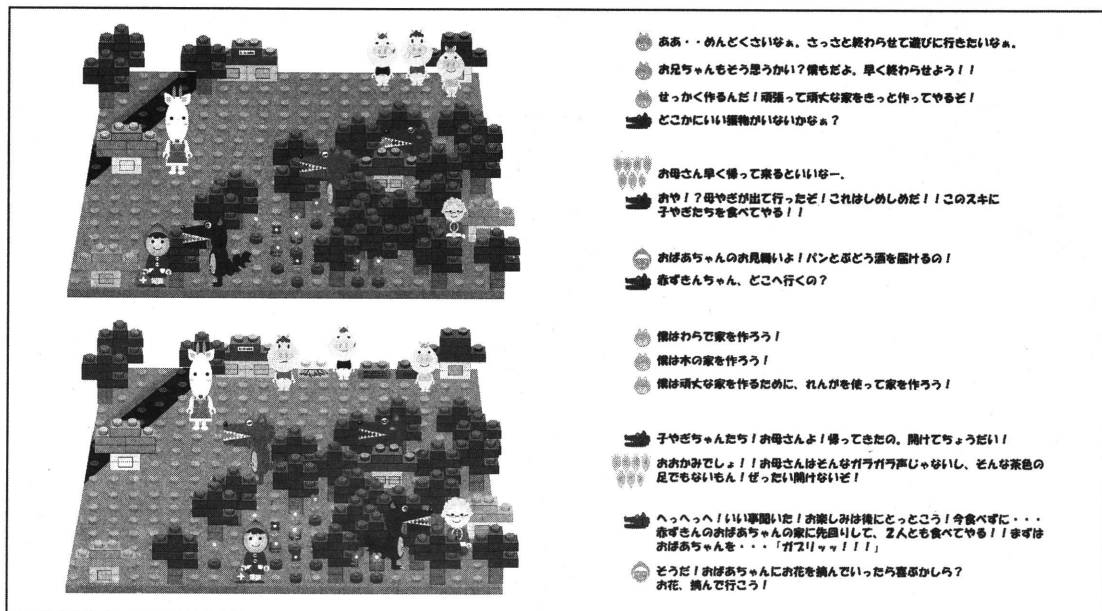 ああ・・めんどくさいなぁ。さっさと終わらせて遊びに行きたいなぁ。
お兄ちゃんもそう思うかい？僕もだよ。早く終わらせよう！！
せっかく作るんだ！頑張って頑丈な家をきっと作ってやるぞ！
どこかにいい獲物がいないかなぁ？
お母さん早く帰って来るといいなー。
おや！？母やぎが出て行ったぞ！これはしめしめだ！！このスキに
子やぎたちを食べてやる！！
おばあちゃんのお見舞いよ！パンとぶどう酒を届けるの！
赤ずきんちゃん、どこへ行くの？
僕はわらで家を作ろう！
僕は木の家を作ろう！
僕は頑丈な家を作るために、れんがを使って家を作ろう！
子やぎちゃんたち！お母さんよ！帰ってきたの。開けてちょうだい！
おおかみでしょ！！お母さんはそんなガラガラ声じゃないし、そんな茶色の
足でもないもん！ぜったい開けないぞ！
へっへっへ！いい事聞いた！お楽しみは後にとっとこう！今食べずに・・・
赤ずきんのおばあちゃんの家に先回りして、２人とも食べてやる！！まずは
おばあちゃんを・・・「ガブリッッ！！！」
そうだ！おばあちゃんにお花を摘んでいったら喜ぶかしら？
お花、摘んで行こう！